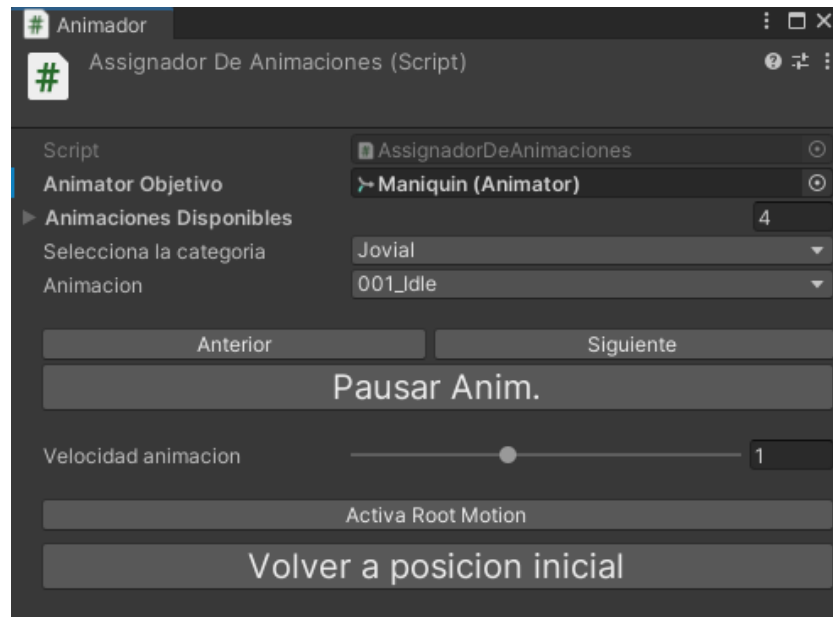 Animador
Assignador De Animaciones (Script)
Script AssignadorDeAnimaciones
Animator Objetivo Maniquin (Animator)
Animaciones Disponibles 4
Selecciona la categoria Jovial
Animacion 001_Idle
Anterior Siguiente
Pausar Anim.
Velocidad animacion 1
Activa Root Motion
Volver a posicion inicial